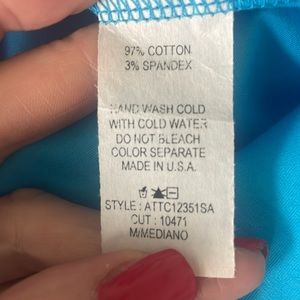 97% COTTON
3% SPANDEX
HAND WASH COLD
WITH COLD WATER
DO NOT BLEACH
COLOR SEPARATE
MADE IN U.S.A.
STYLE : ATTC12351SA
CUT : 10471
M/MEDIANO